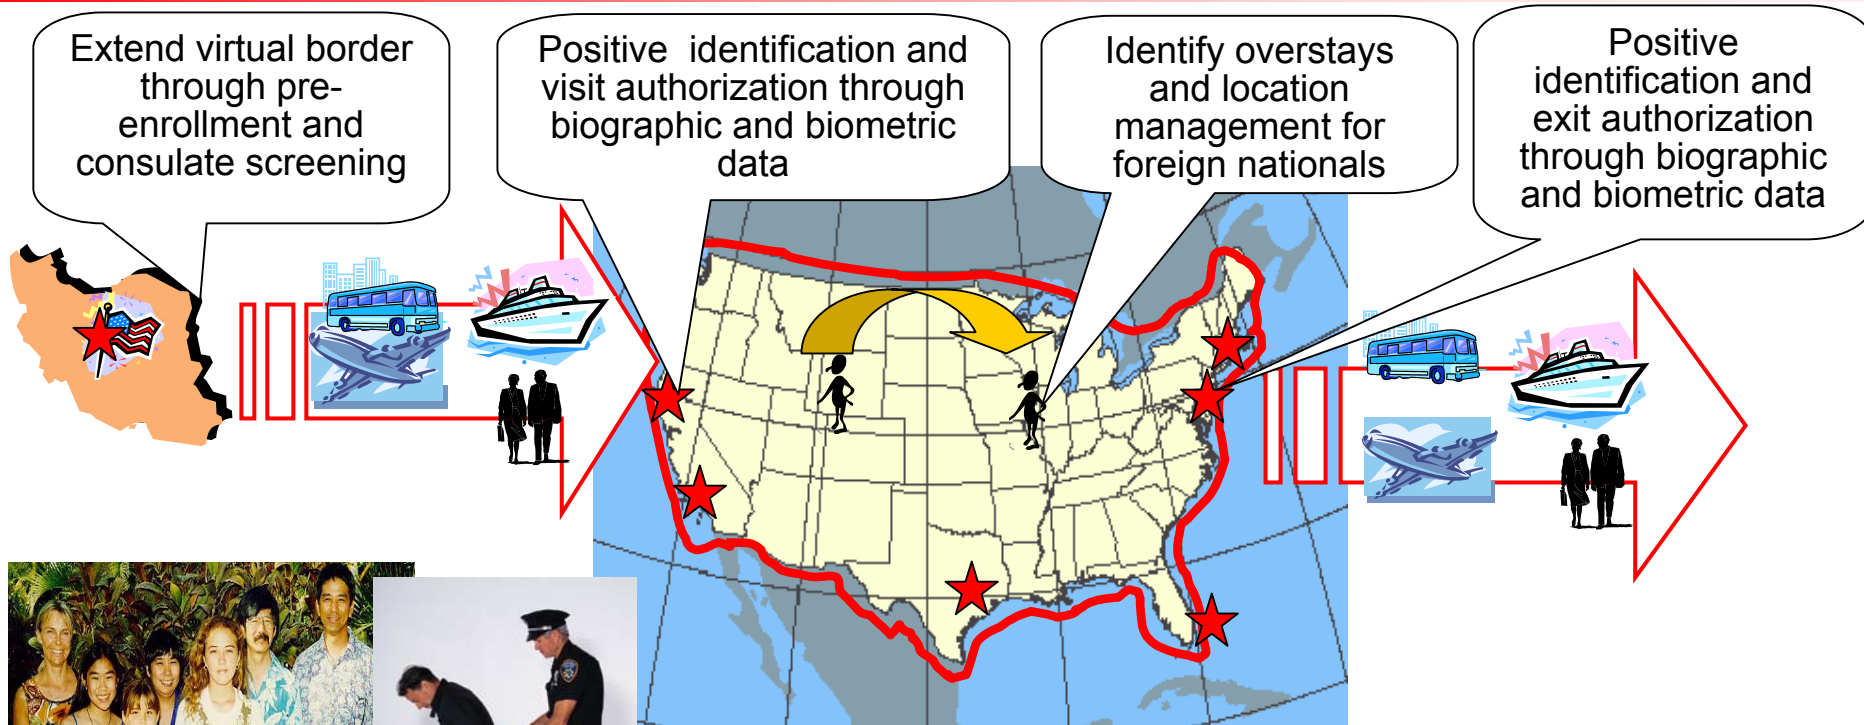 Extend virtual border
through pre-
enrollment and
consulate screening
Positive identification and
visit authorization through
biographic and biometric
data
Identify overstays
and location
management for
foreign nationals
Positive
identification and
exit authorization
through biographic
and biometric data